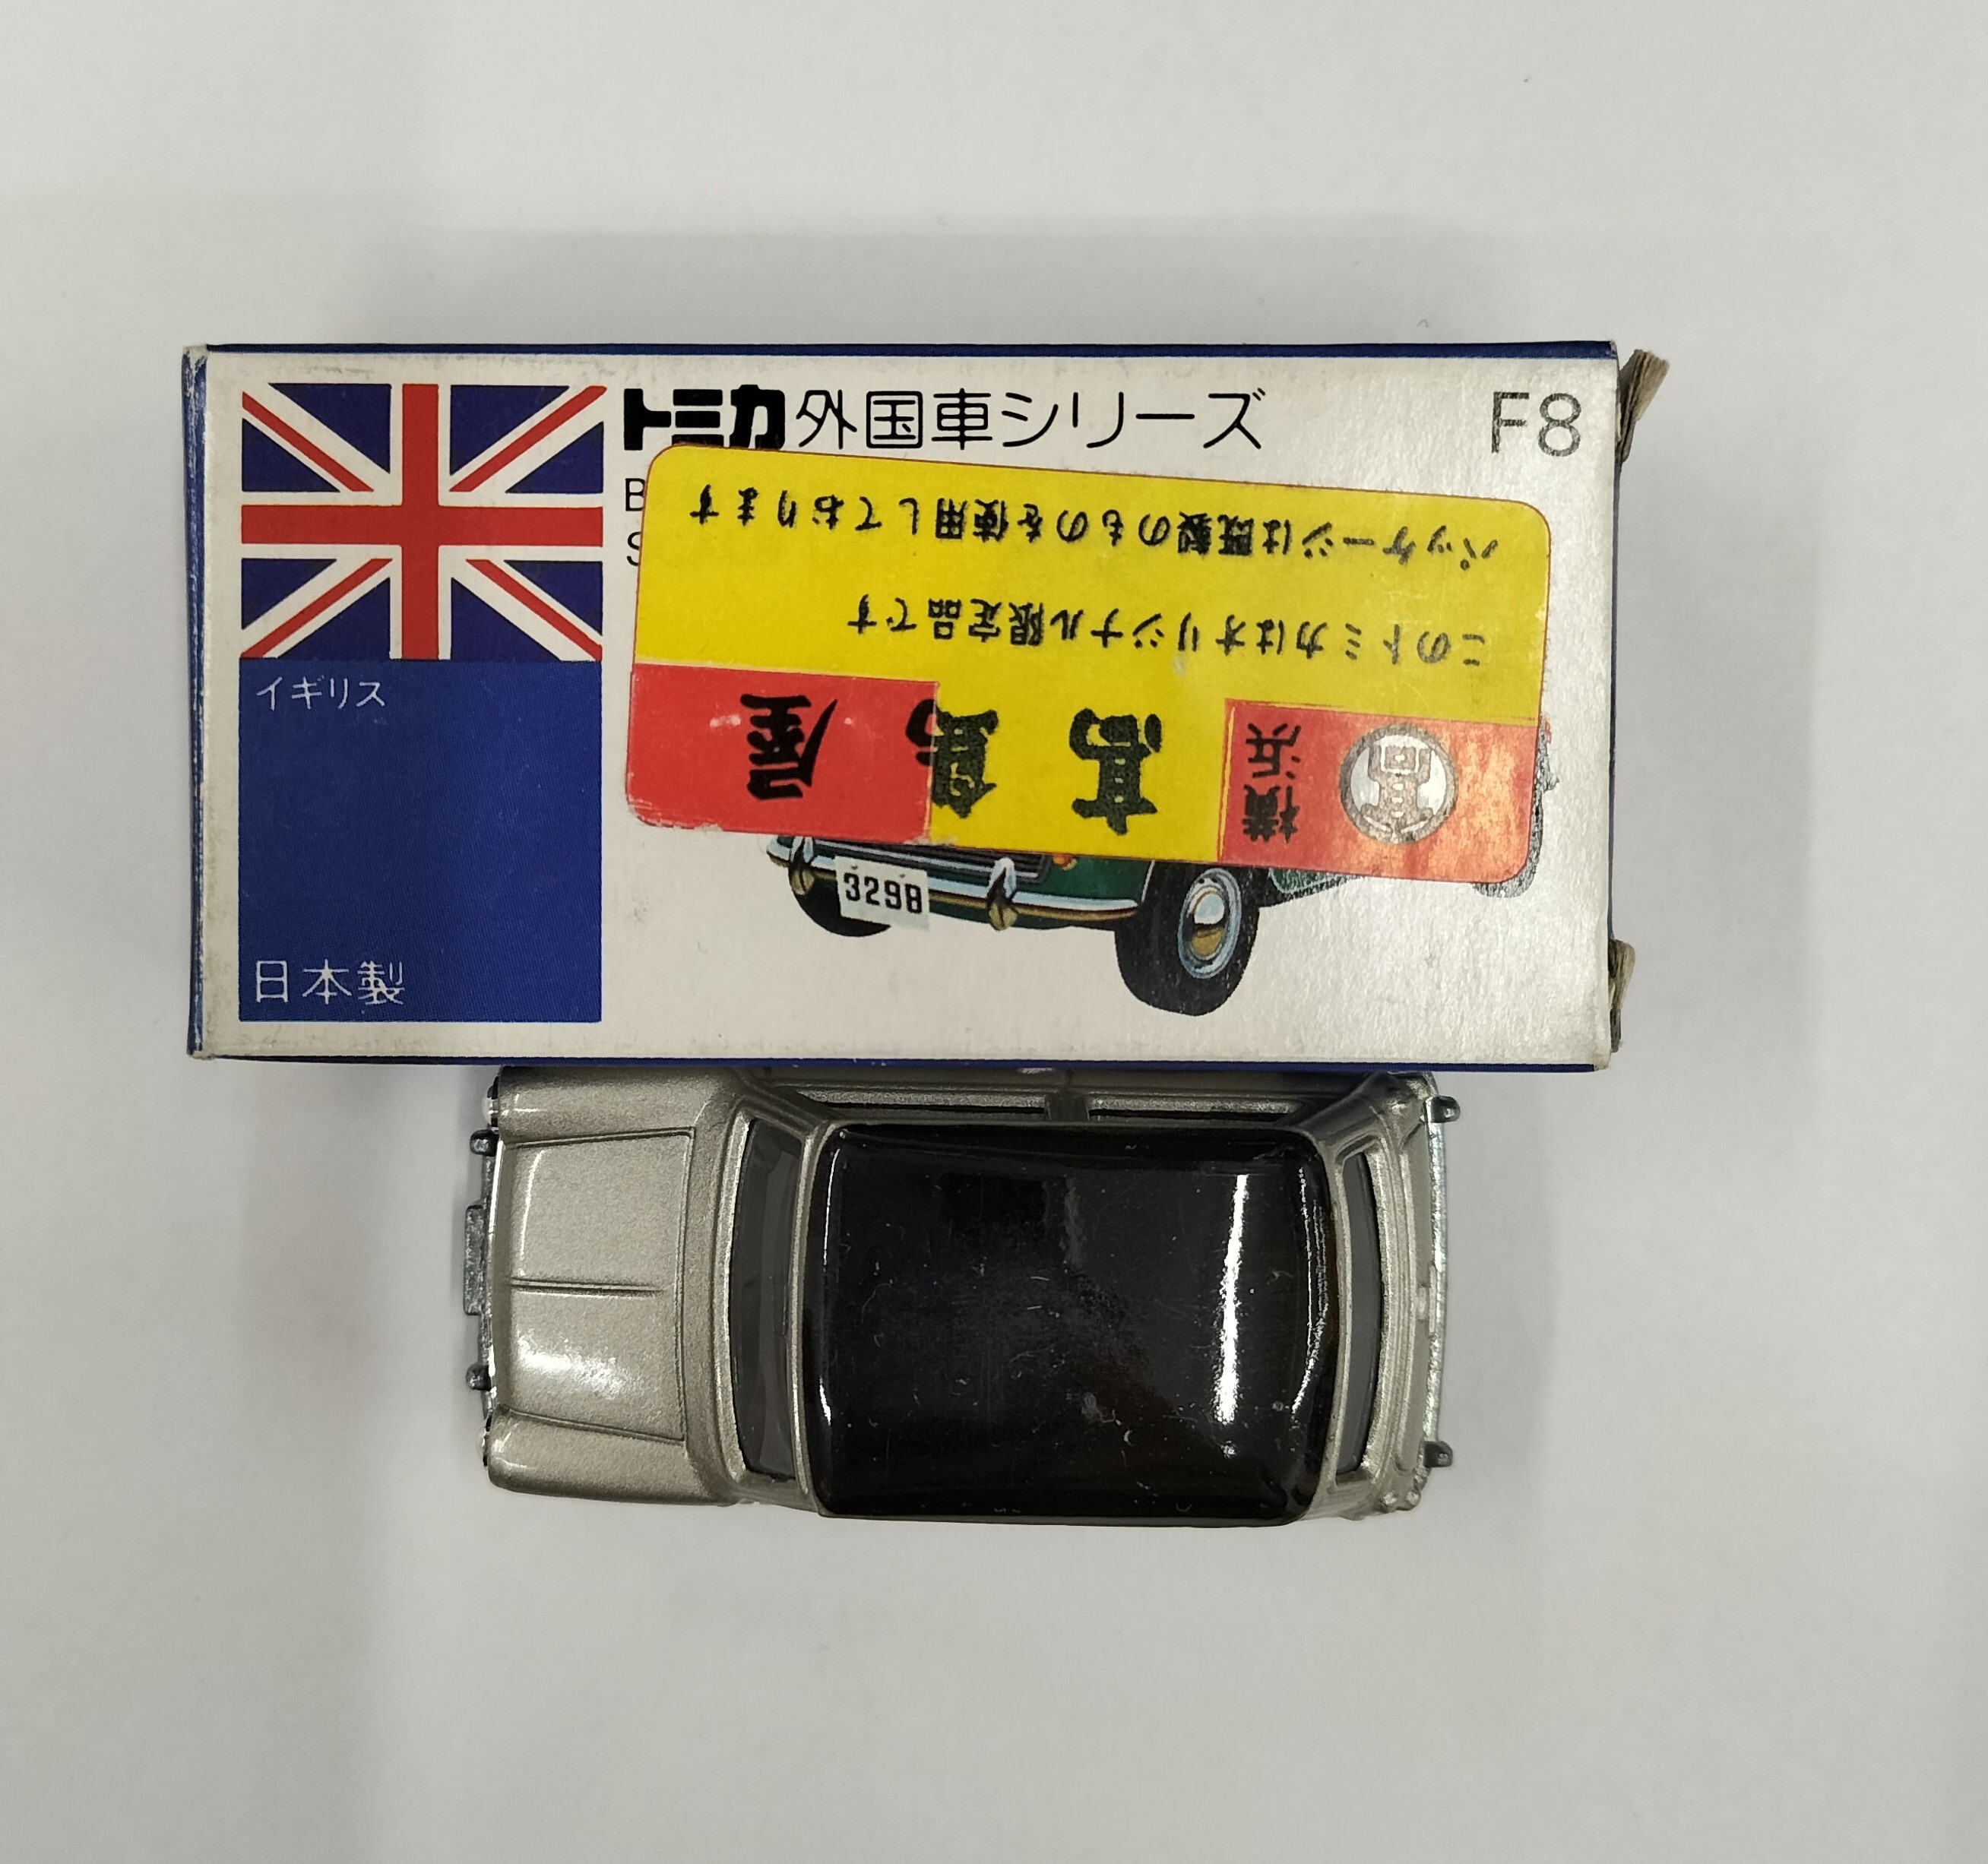 トミカ外国車シリーズ
F8
B
S
イギリス
日本製
横浜
高島屋
このトミカはオリジナル限定品です
パッケージは既製のものを使用しております
3298